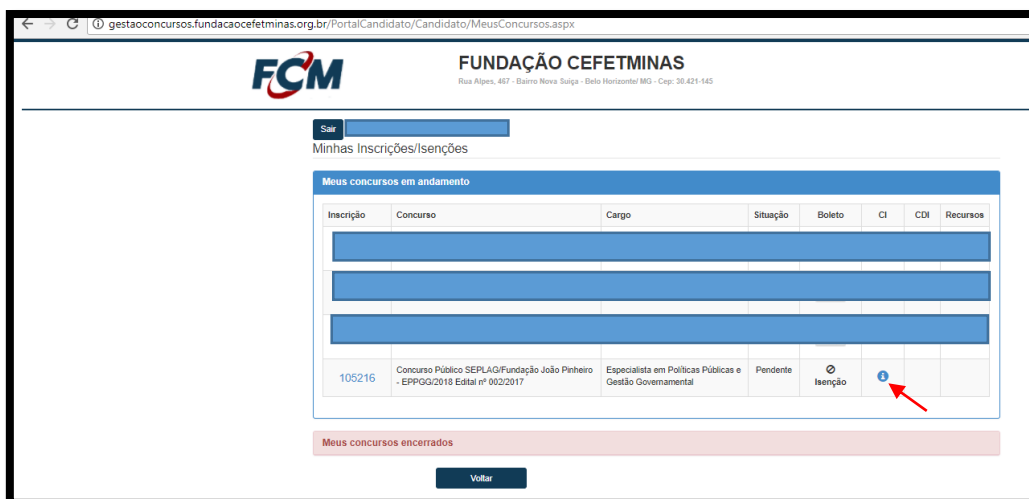 gestaoconcursos.fundacaocefetminas.org.br/PortalCandidato/Candidato/MeusConcursos.aspx
FCM
FUNDAÇÃO CEFETMINAS
Rua Alpes, 467 - Bairro Nova Suiça - Belo Horizonte/ MG - Cep: 30.421-145
Sair
Minhas Inscrições/Isenções
Meus concursos em andamento
Inscrição Concurso Cargo Situação Boleto CI CDI Recursos
105216 Concurso Público SEPLAG/Fundação João Pinheiro Especialista em Políticas Públicas e Pendente
- EPPGG/2018 Edital nº 002/2017 Gestão Governamental Isenção
Meus concursos encerrados
Voltar